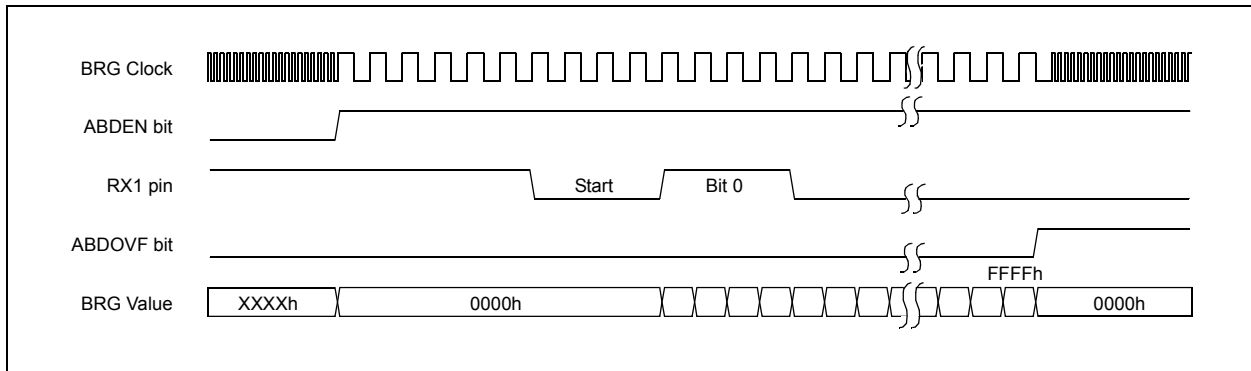 BRG Clock
ABDEN bit
RX1 pin
Start
Bit 0
ABDOVF bit
FFFFh
BRG Value
XXXXh
0000h
0000h